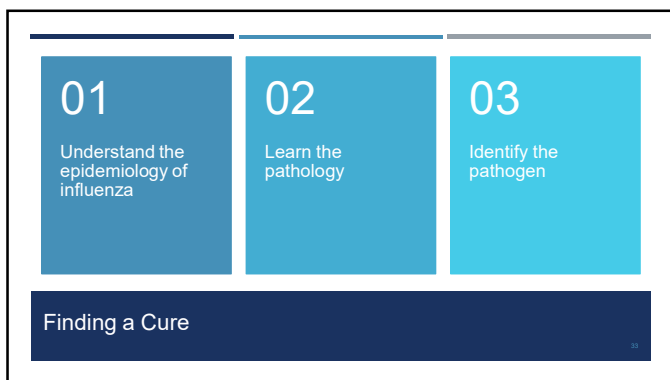 01
Understand the
epidemiology of
influenza
02
Learn the
pathology
03
Identify the
pathogen
Finding a Cure
33